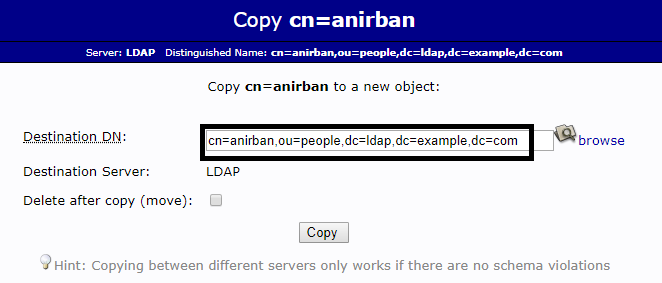 Copy cn=anirban
Server: LDAP Distinguished Name: cn=anirban,ou=people,dc=ldap,dc=example,dc=com
Copy cn=anirban to a new object:
Destination DN: cn=anirban,ou=people,dc=ldap,dc=example,dc=com browse
Destination Server: LDAP
Delete after copy (move):
Copy
Hint: Copying between different servers only works if there are no schema violations